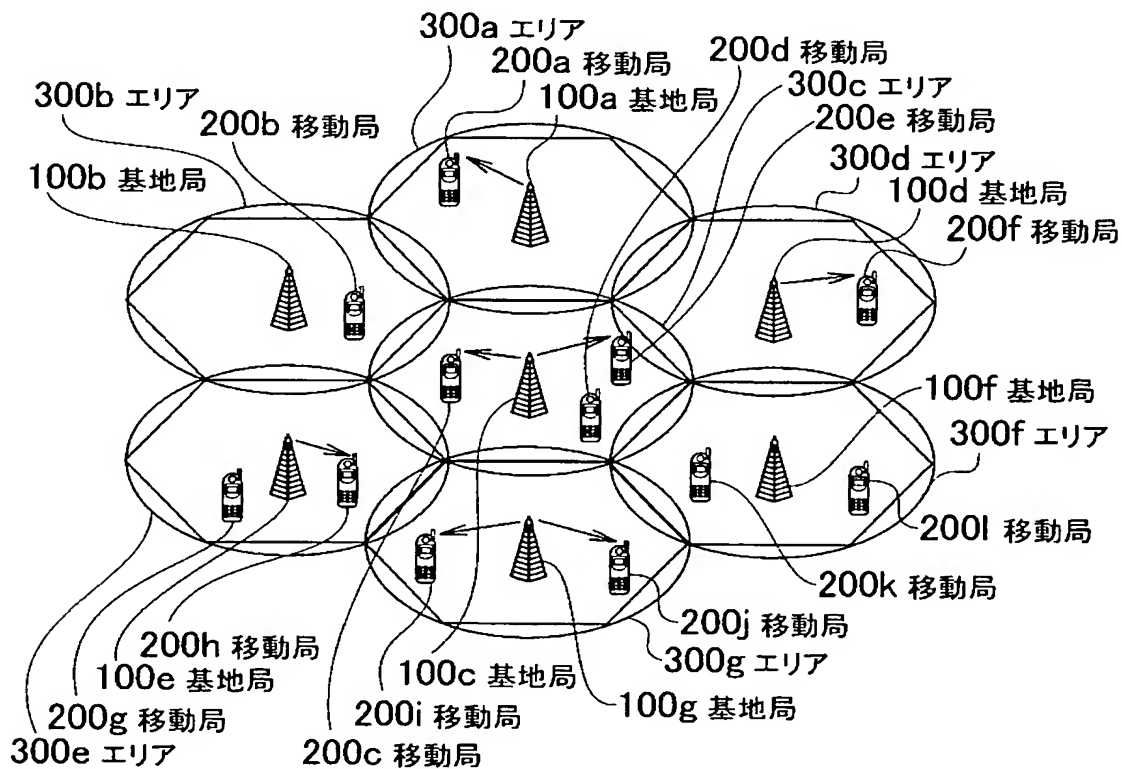 300a エリア
200a 移動局
100a 基地局
200d 移動局
300c エリア
200e 移動局
300b エリア
200b 移動局
100b 基地局
300d エリア
100d 基地局
200f 移動局
100f 基地局
300f エリア
200l 移動局
200k 移動局
200j 移動局
300g エリア
100g 基地局
200h 移動局
100e 基地局
200g 移動局
300e エリア
100c 基地局
200i 移動局
200c 移動局